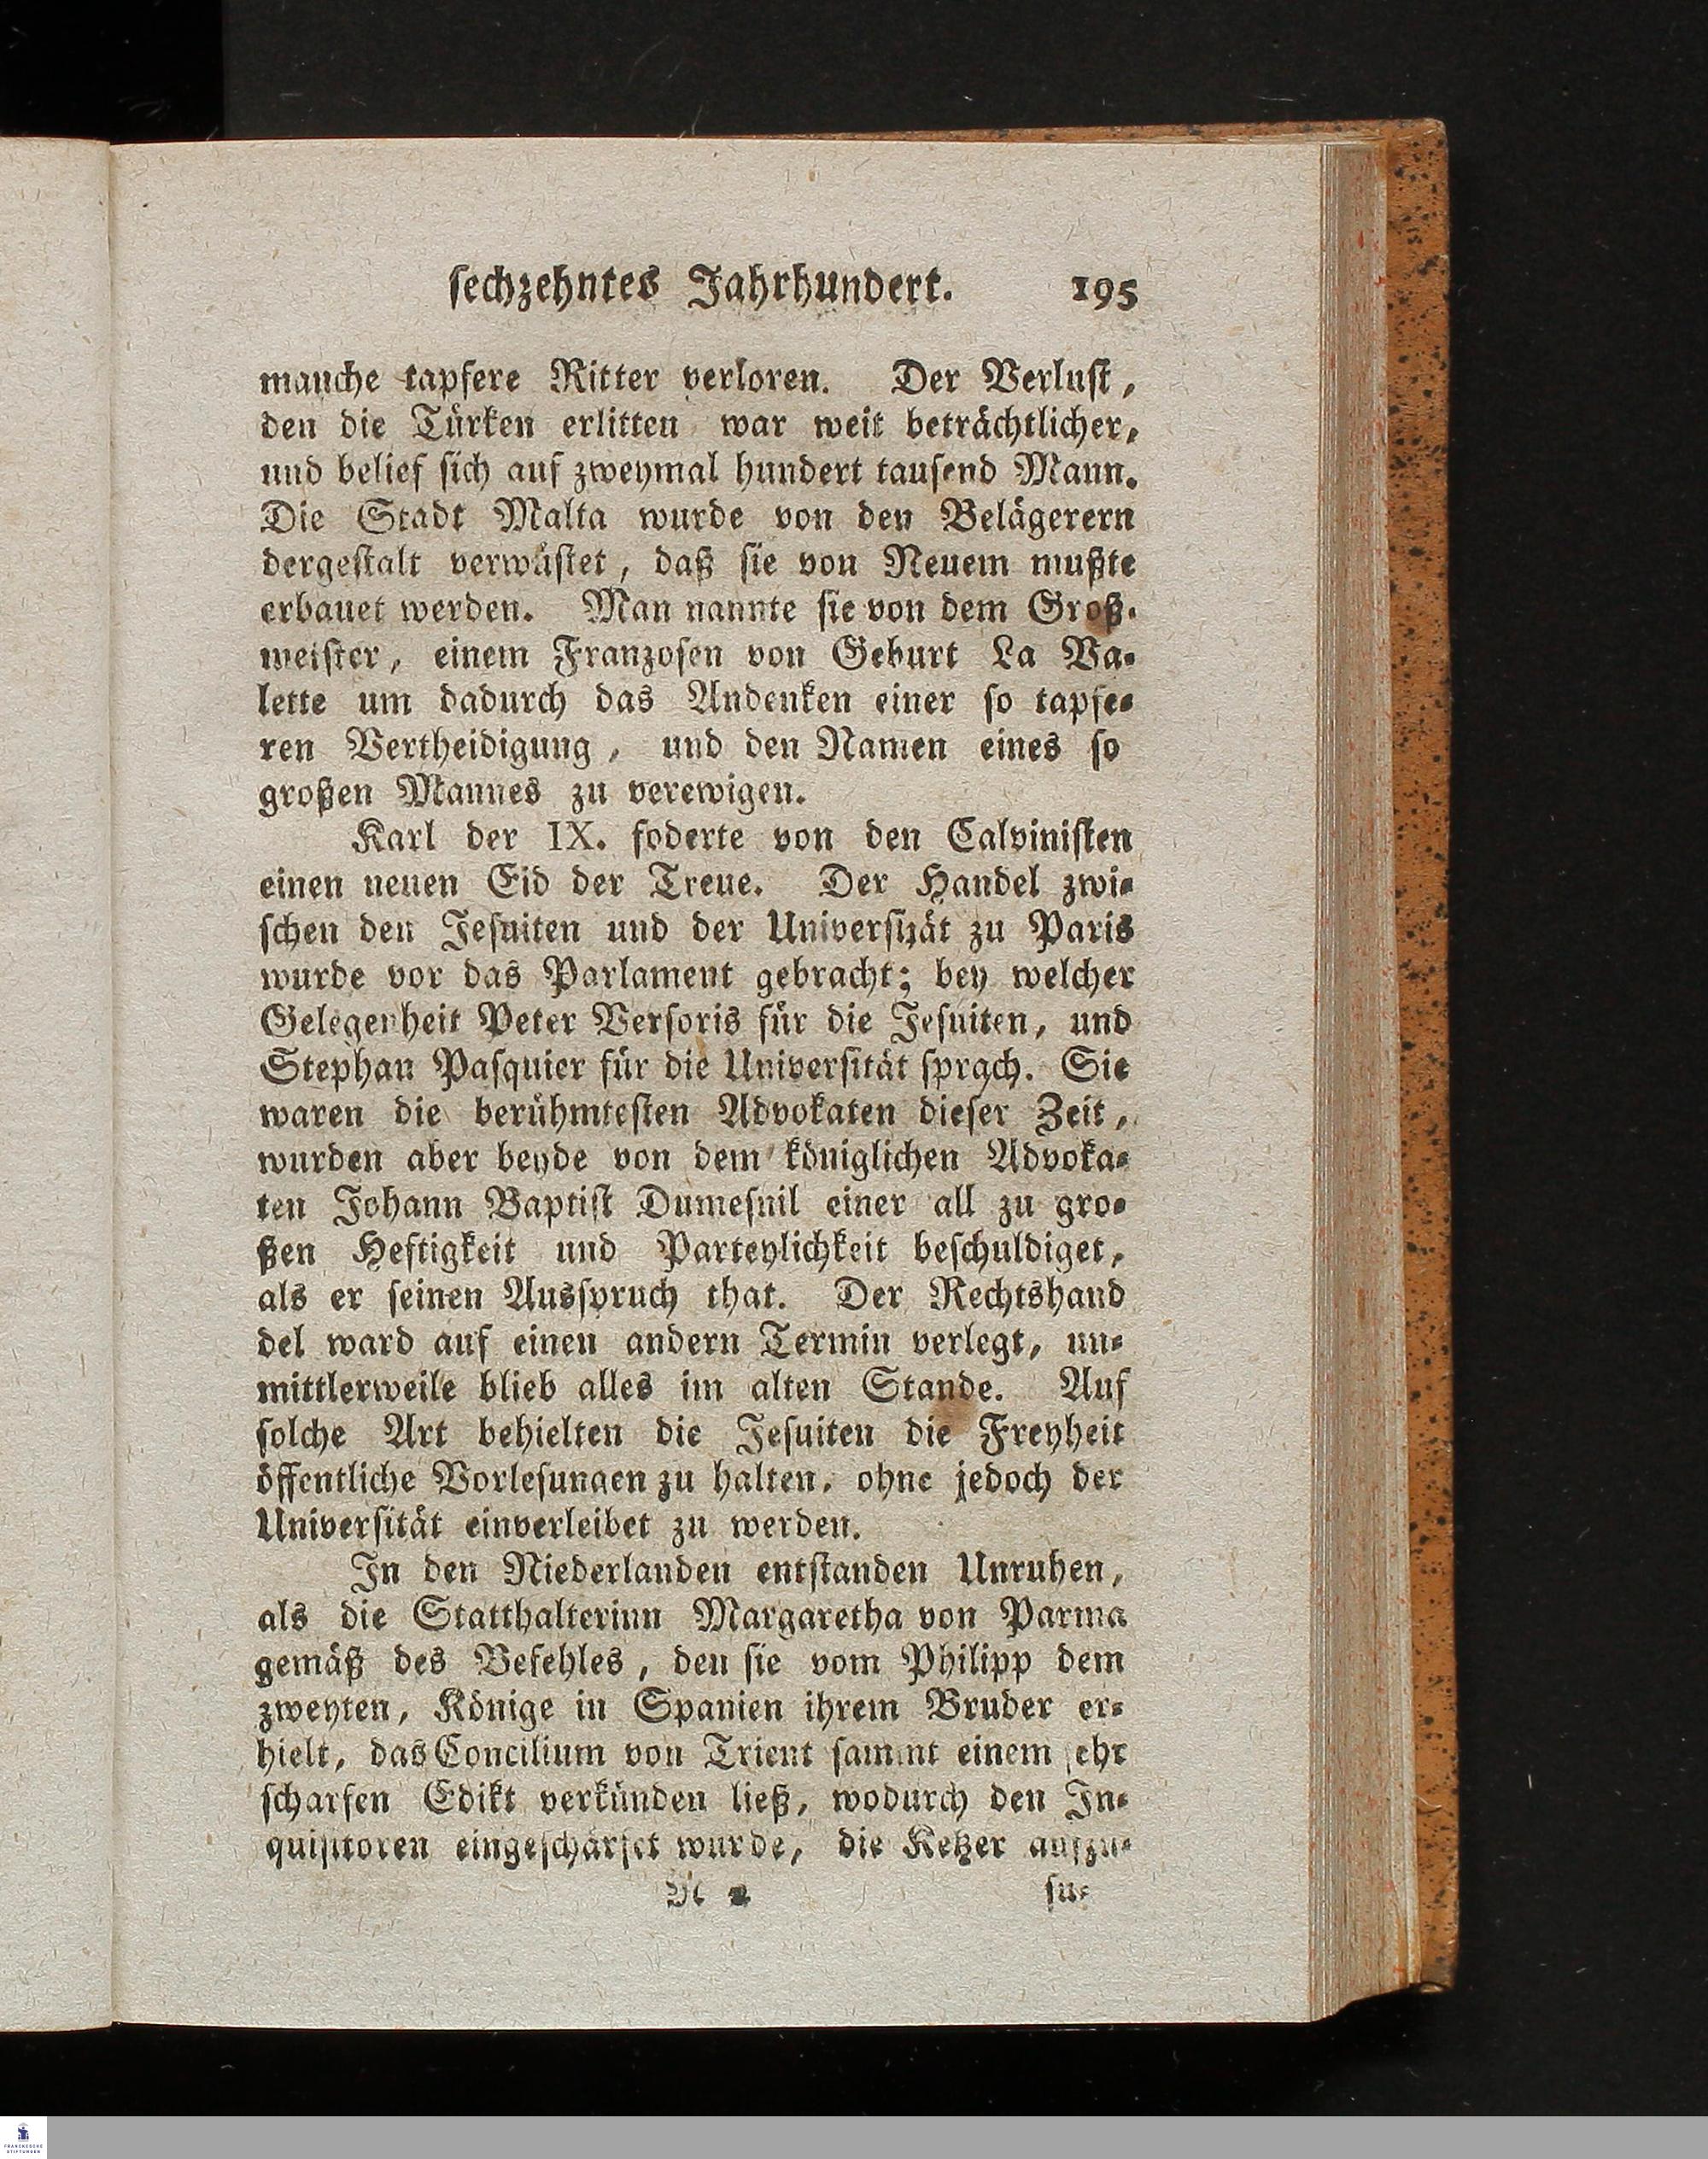 sechzehntes Jahrhundert. 195
manche tapfere Ritter verloren. Der Verlust,
den die Türken erlitten war weit beträchtlicher,
und belief sich auf zweymal hundert tausend Mann.
Die Stadt Malta wurde von den Belägerern
dergestalt verwüstet, daß sie von Neuem mußte
erbauet werden. Man nannte sie von dem Groß-
meister, einem Franzosen von Geburt La Va-
lette um dadurch das Andenken einer so tapfe-
ren Vertheidigung, und den Namen eines so
großen Mannes zu verewigen.
Karl der IX. foderte von den Calvinisten
einen neuen Eid der Treue. Der Handel zwi-
schen den Jesuiten und der Universität zu Paris
wurde vor das Parlament gebracht; bey welcher
Gelegenheit Peter Versoris für die Jesuiten, und
Stephan Pasquier für die Universität sprach. Sie
waren die berühmtesten Advokaten dieser Zeit,
wurden aber beyde von dem königlichen Advoka-
ten Johann Baptist Dumesnil einer all zu gro-
ßen Heftigkeit und Parteylichkeit beschuldiget,
als er seinen Ausspruch that. Der Rechtshand
del ward auf einen andern Termin verlegt, un-
mittlerweile blieb alles im alten Stande. Auf
solche Art behielten die Jesuiten die Freyheit
öffentliche Vorlesungen zu halten, ohne jedoch der
Universität einverleibet zu werden.
In den Niederlanden entstanden Unruhen,
als die Statthalterinn Margaretha von Parma
gemäß des Befehles, den sie vom Philipp dem
zweyten, Könige in Spanien ihrem Bruder er-
hielt, das Concilium von Trient sammt einem sehr
scharfen Edikt verkünden ließ, wodurch den In-
quisitoren eingeschärfet wurde, die Ketzer aufzu-
N 2 su-
FRANCKESCHE
STIFTUNGEN